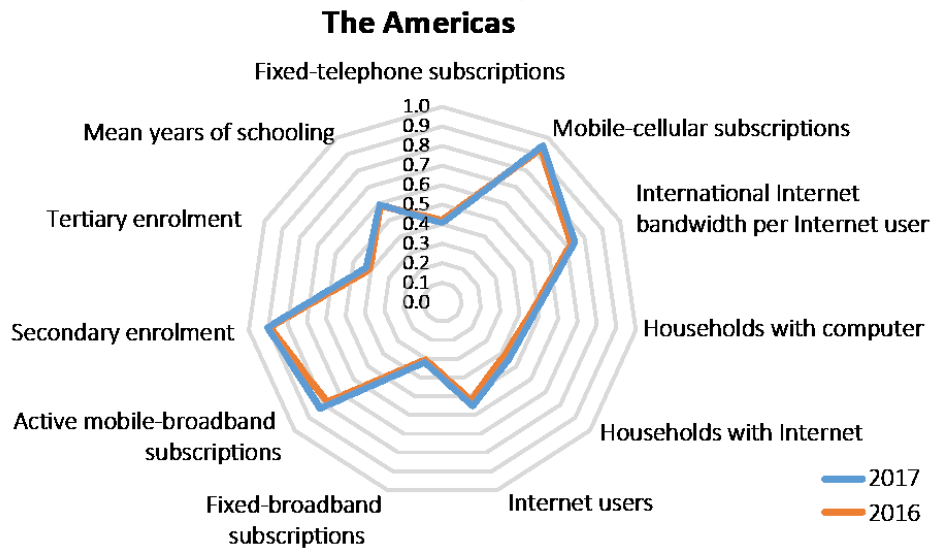 The Americas
Fixed-telephone subscriptions
Mobile-cellular subscriptions
International Internet
bandwidth per Internet user
Households with computer
Households with Internet
Internet users
Fixed-broadband
subscriptions
Active mobile-broadband
subscriptions
Secondary enrolment
Tertiary enrolment
Mean years of schooling
1.0
0.9
0.8
0.7
0.6
0.5
0.4
0.3
0.2
0.1
0.0
2017
2016